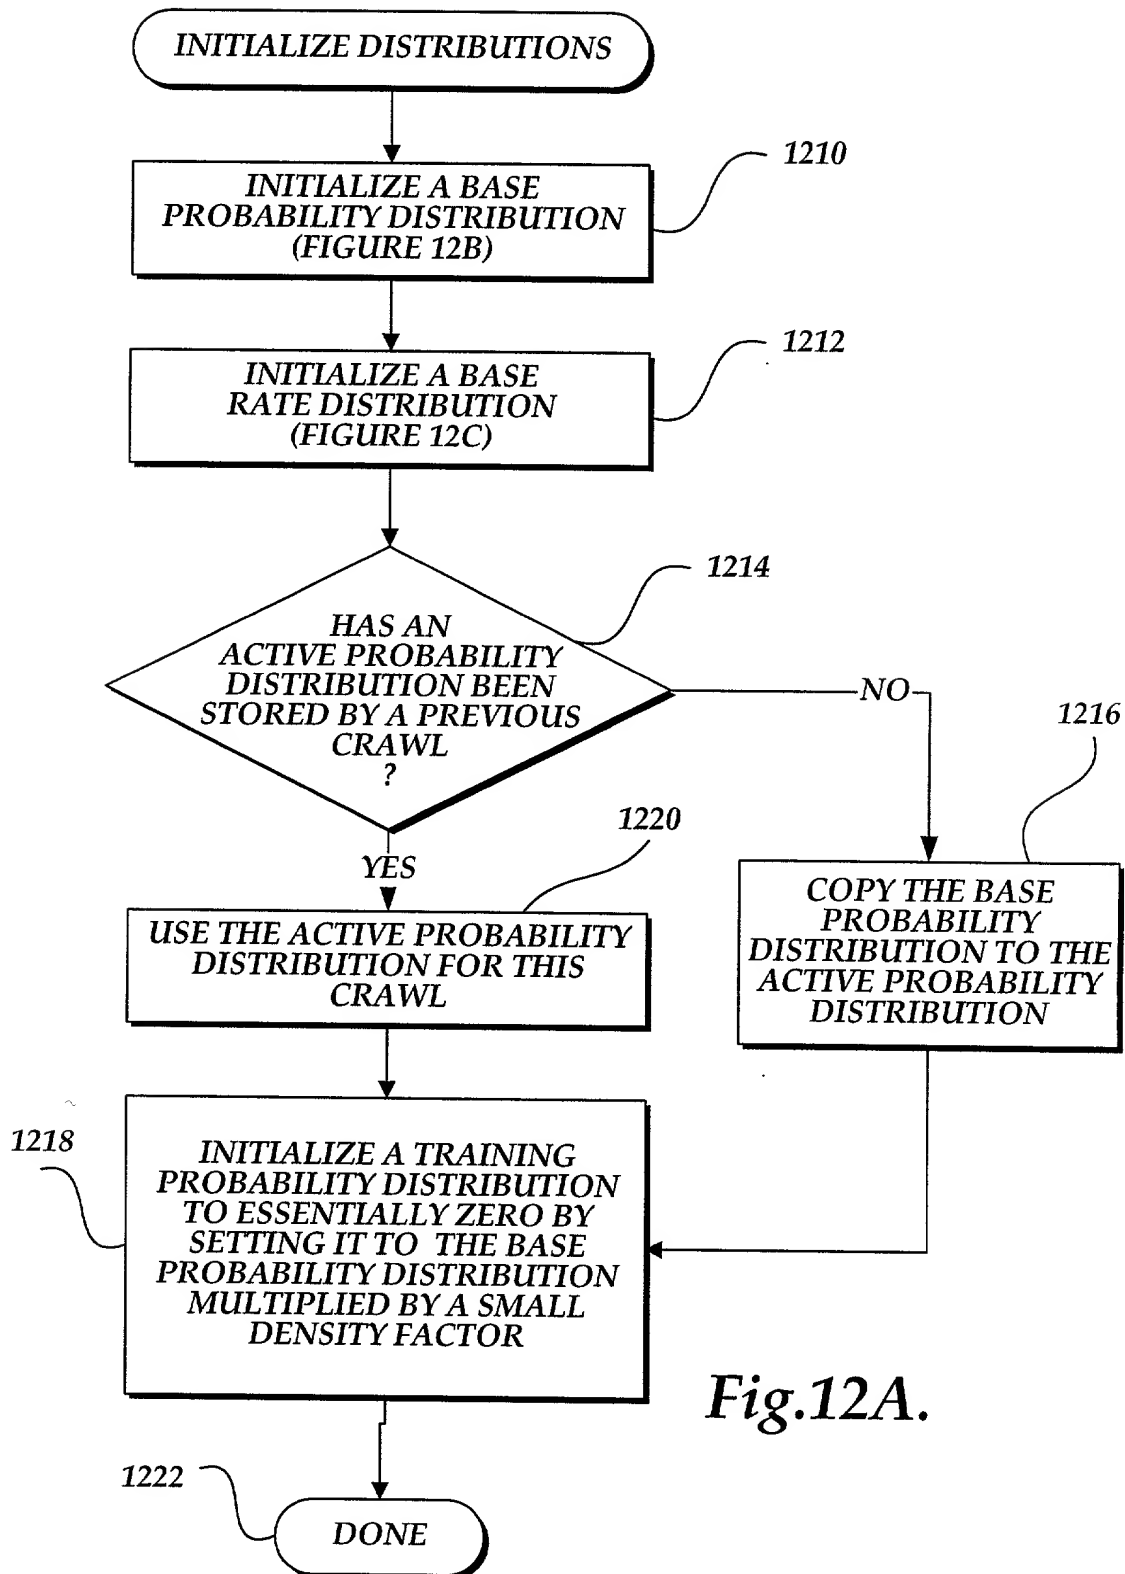 INITIALIZE DISTRIBUTIONS
1210
INITIALIZE A BASE
PROBABILITY DISTRIBUTION
(FIGURE 12B)
1212
INITIALIZE A BASE
RATE DISTRIBUTION
(FIGURE 12C)
1214
HAS AN
ACTIVE PROBABILITY
DISTRIBUTION BEEN
STORED BY A PREVIOUS
CRAWL
?
NO
1216
COPY THE BASE
PROBABILITY
DISTRIBUTION TO THE
ACTIVE PROBABILITY
DISTRIBUTION
YES
1220
USE THE ACTIVE PROBABILITY
DISTRIBUTION FOR THIS
CRAWL
1218
INITIALIZE A TRAINING
PROBABILITY DISTRIBUTION
TO ESSENTIALLY ZERO BY
SETTING IT TO THE BASE
PROBABILITY DISTRIBUTION
MULTIPLIED BY A SMALL
DENSITY FACTOR
Fig.12A.
1222
DONE